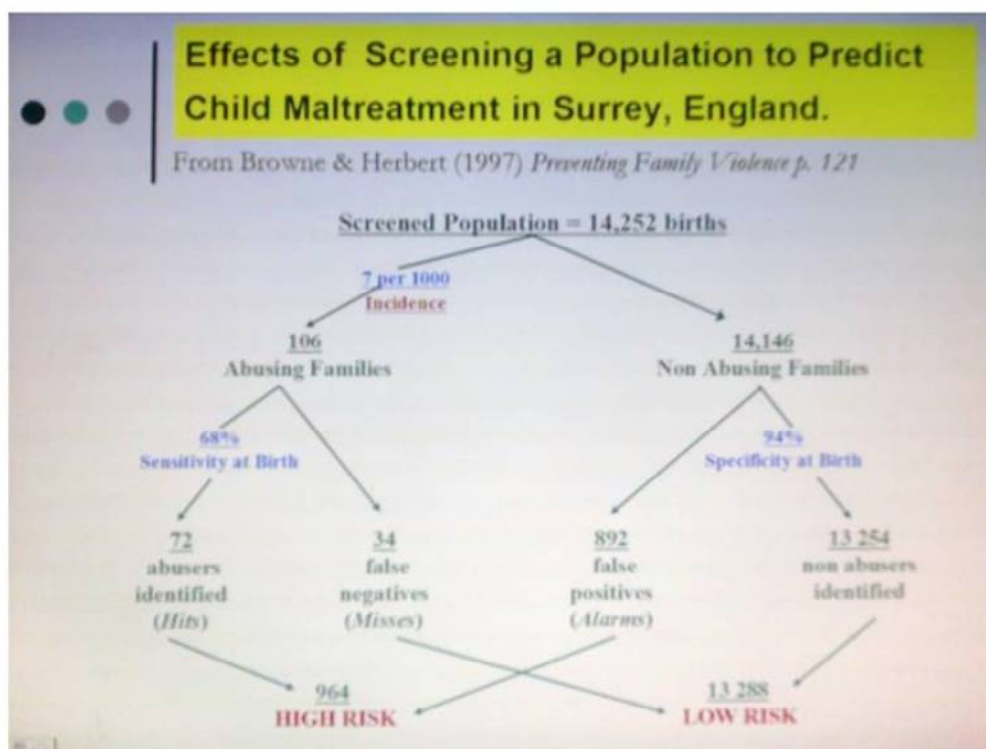 Effects of Screening a Population to Predict
Child Maltreatment in Surrey, England.
From Browne & Herbert (1997) Preventing Family Violence p. 121
Screened Population = 14,252 births
7 per 1000
Incidence
106
Abusing Families
14,146
Non Abusing Families
68%
Sensitivity at Birth
94%
Specificity at Birth
72
abusers
identified
(Hits)
34
false
negatives
(Misses)
892
false
positives
(Alarms)
13 254
non abusers
identified
964
HIGH RISK
13 288
LOW RISK